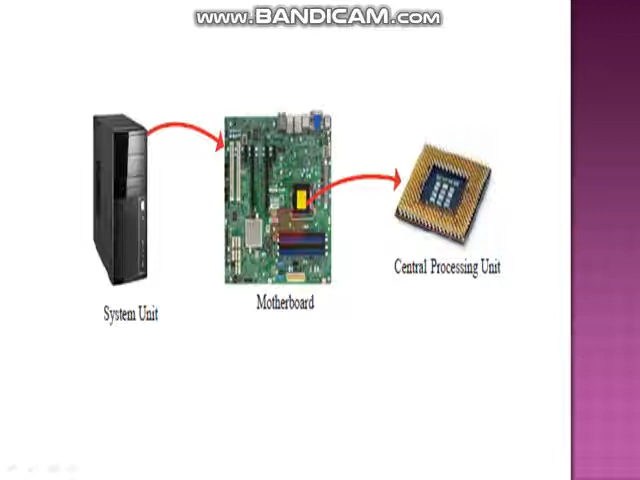 www.BANDICAM.com
System Unit
Motherboard
Central Processing Unit